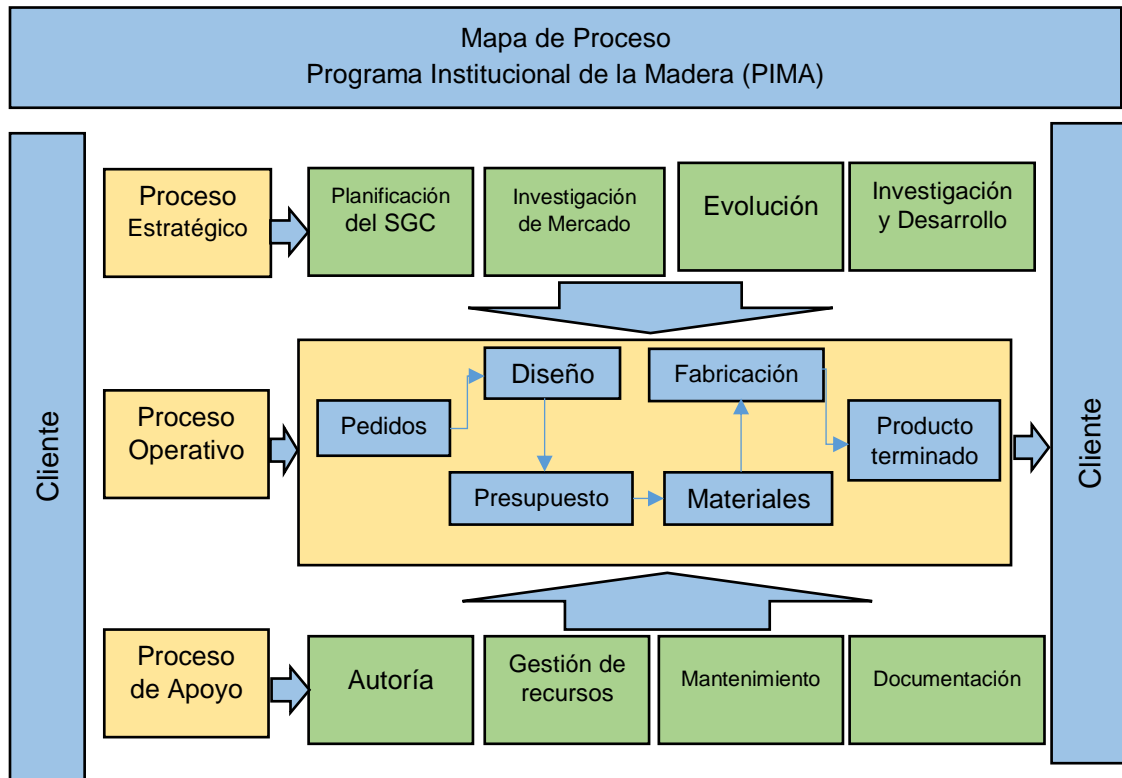 Mapa de Proceso
Programa Institucional de la Madera (PIMA)
Cliente
Proceso
Estratégico
Planificación
del SGC
Investigación
de Mercado
Evolución
Investigación
y Desarrollo
Proceso
Operativo
Pedidos
Diseño
Presupuesto
Materiales
Fabricación
Producto
terminado
Cliente
Proceso
de Apoyo
Autoría
Gestión de
recursos
Mantenimiento
Documentación